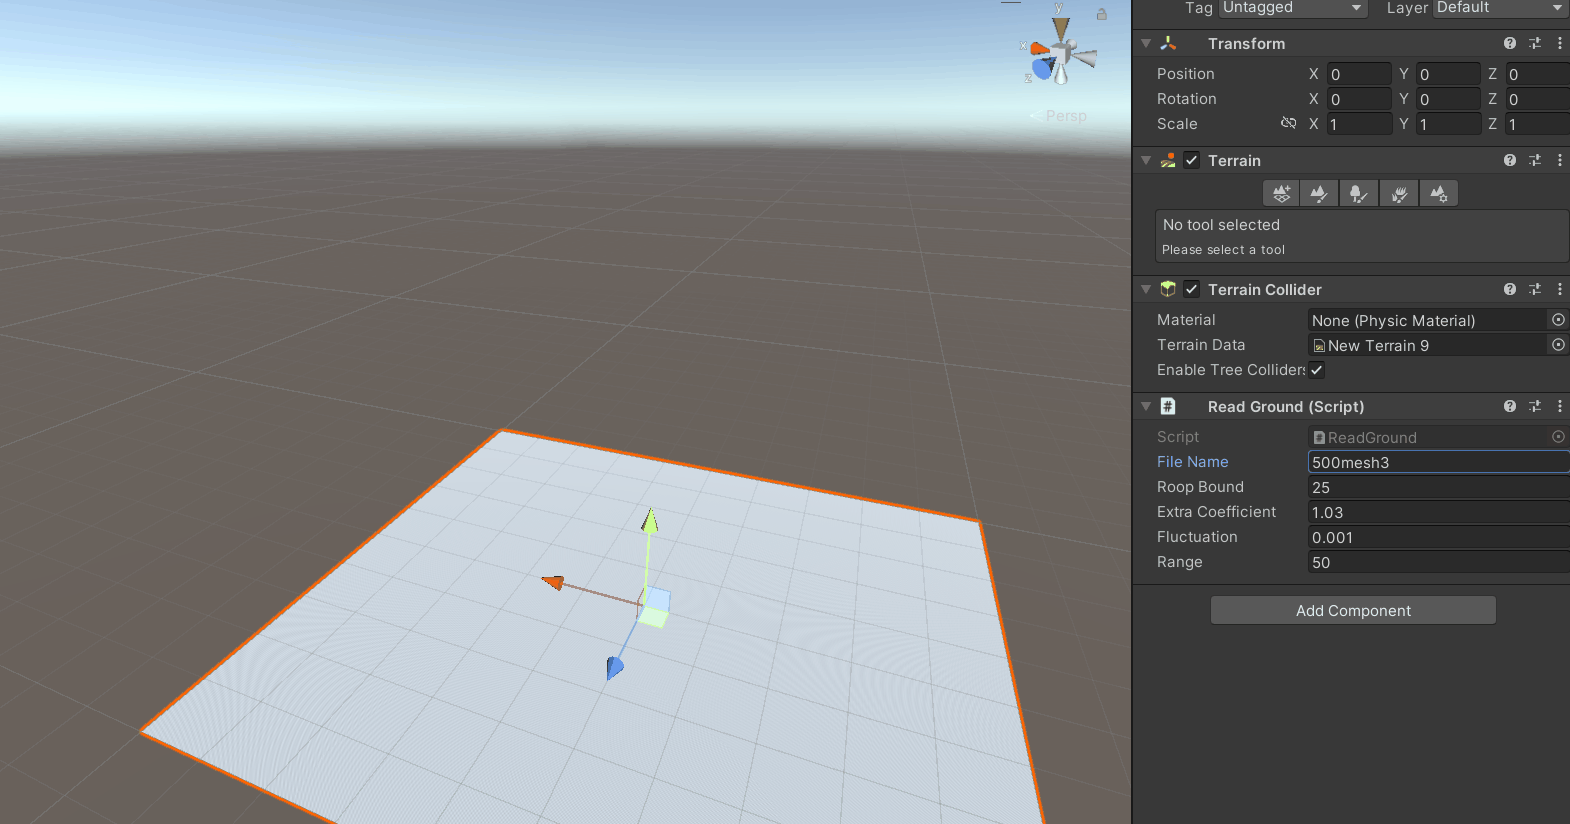 y
x
z
Persp
Tag Untagged Layer Default
Transform
Position X 0 Y 0 Z 0
Rotation X 0 Y 0 Z 0
Scale X 1 Y 1 Z 1
Terrain
No tool selected
Please select a tool
Terrain Collider
Material None (Physic Material)
Terrain Data New Terrain 9
Enable Tree Colliders
# Read Ground (Script)
Script # ReadGround
File Name 500mesh3
Roop Bound 25
Extra Coefficient 1.03
Fluctuation 0.001
Range 50
Add Component